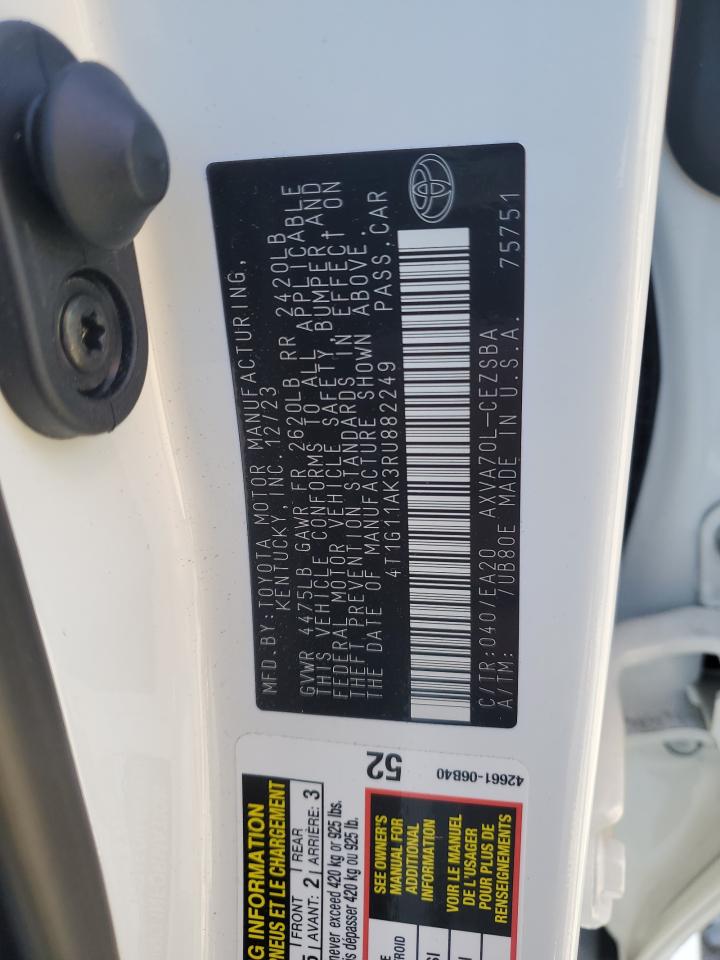 MFD.BY:TOYOTA MOTOR MANUFACTURING,
KENTUCKY, INC. 12/23
GVWR 4475LB GAWR FR 2620LB RR 2420LB
THIS VEHICLE CONFORMS TO ALL APPLICABLE
FEDERAL MOTOR VEHICLE SAFETY, BUMPER AND
THEFT PREVENTION STANDARDS IN EFFECT ON
THE DATE OF MANUFACTURE SHOWN ABOVE.
4T1G11AK3RU882249 PASS.CAR
C/TR:040/EA20 AXVA70L-CEZSBA
A/TM: /UB80E MADE IN U.S.A. 75751
INFORMATION
PNEUS ET LE CHARGEMENT
FRONT REAR
AVANT: 2 ARRIÈRE: 3
never exceed 420 kg or 925 lbs.
dépasser 420 kg ou 925 lb.
52
SEE OWNER'S
MANUAL FOR
ADDITIONAL
INFORMATION
VOIR LE MANUEL
DE L'USAGER
POUR PLUS DE
RENSEIGNEMENTS
42661-06B40